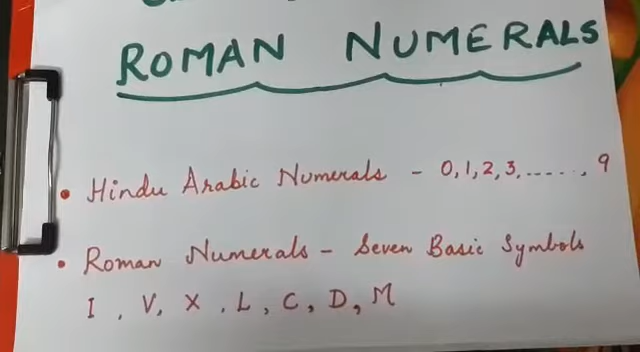 ROMAN NUMERALS
• Hindu Arabic Numerals - 0, 1, 2, 3, ....., 9
• Roman Numerals - Seven Basic Symbols
I, V, X, L, C, D, M